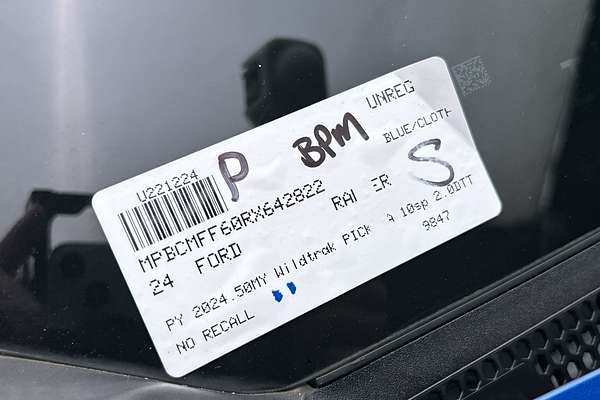 U221224 P BPM UNREG
MPBCMFF60RX642822 BLUE/CLOTH
24 FORD RAN ER S
PY 2024.50MY Wildtrak PICK A 10sp 2.0DTT
NO RECALL 9847